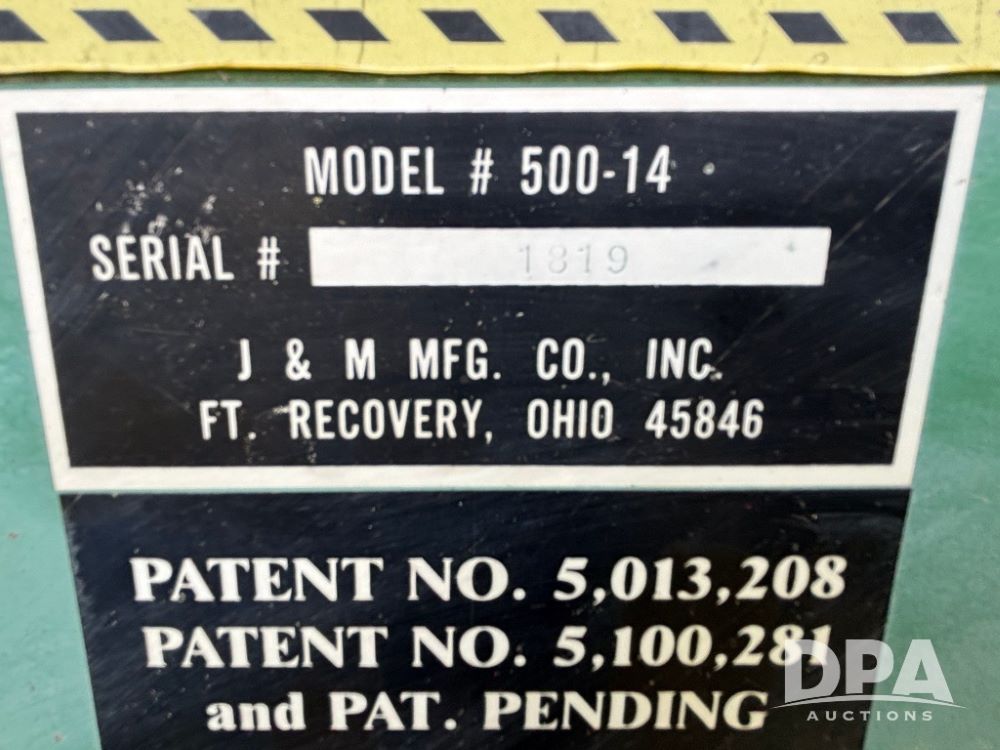 MODEL # 500-14
SERIAL # 1819
J & M MFG. CO., INC.
FT. RECOVERY, OHIO 45846
PATENT NO. 5,013,208
PATENT NO. 5,100,281
and PAT. PENDING
DPA
AUCTIONS